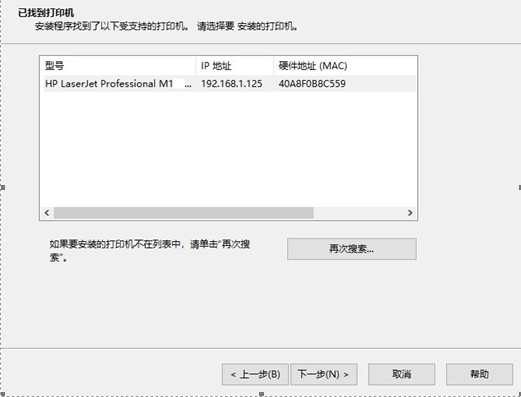 已找到打印机
安装程序找到了以下受支持的打印机。 请选择要 安装的打印机。
型号 IP 地址 硬件地址 (MAC)
HP LaserJet Professional M1 ... 192.168.1.125 40A8F0B8C559
如果要安装的打印机不在列表中，请单击“再次搜
索”。
再次搜索...
< 上一步(B) 下一步(N) > 取消 帮助